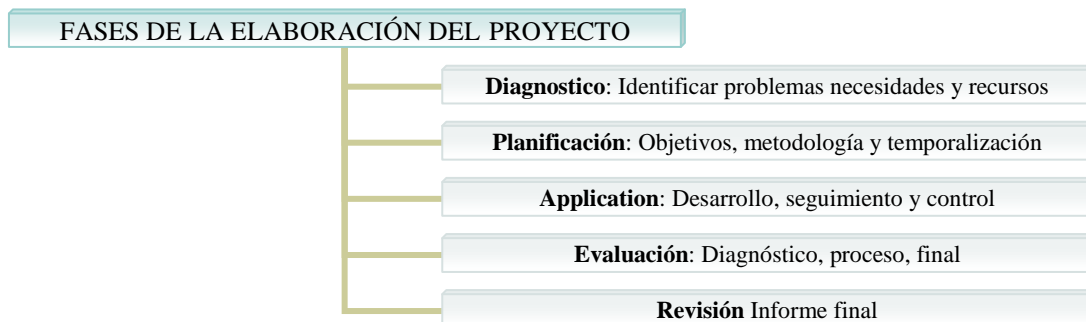 FASES DE LA ELABORACIÓN DEL PROYECTO
Diagnostico: Identificar problemas necesidades y recursos
Planificación: Objetivos, metodología y temporalización
Application: Desarrollo, seguimiento y control
Evaluación: Diagnóstico, proceso, final
Revisión Informe final